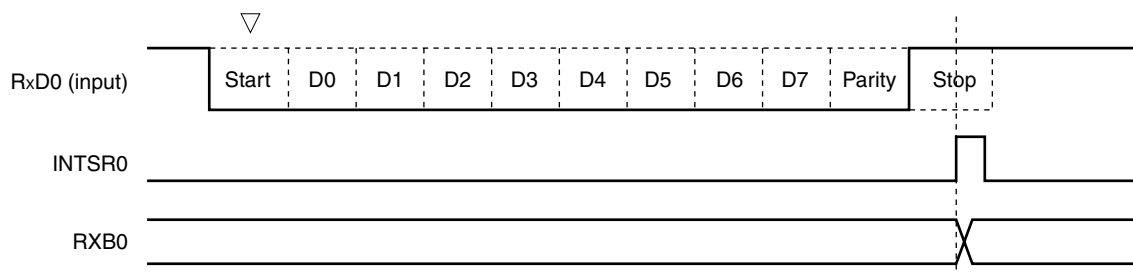 RxD0 (input) Start D0 D1 D2 D3 D4 D5 D6 D7 Parity Stop
INTSR0
RXB0